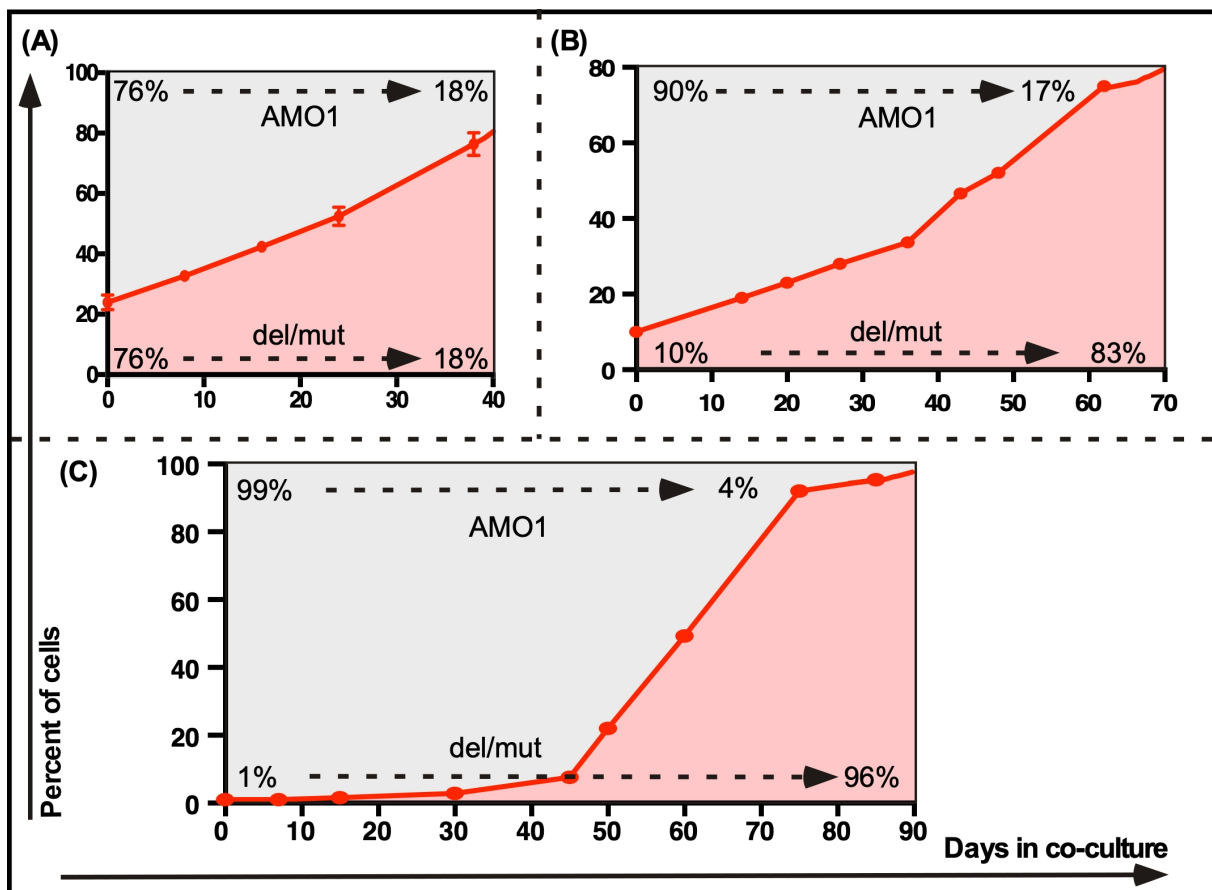 (A)
100
80
60
40
20
0
76% 18%
AMO1
del/mut
76% 18%
0 10 20 30 40
(B)
80
60
40
20
0
90% 17%
AMO1
del/mut
10% 83%
0 10 20 30 40 50 60 70
(C)
100
80
60
40
20
0
99% 4%
AMO1
del/mut
1% 96%
0 10 20 30 40 50 60 70 80 90
Percent of cells
Days in co-culture